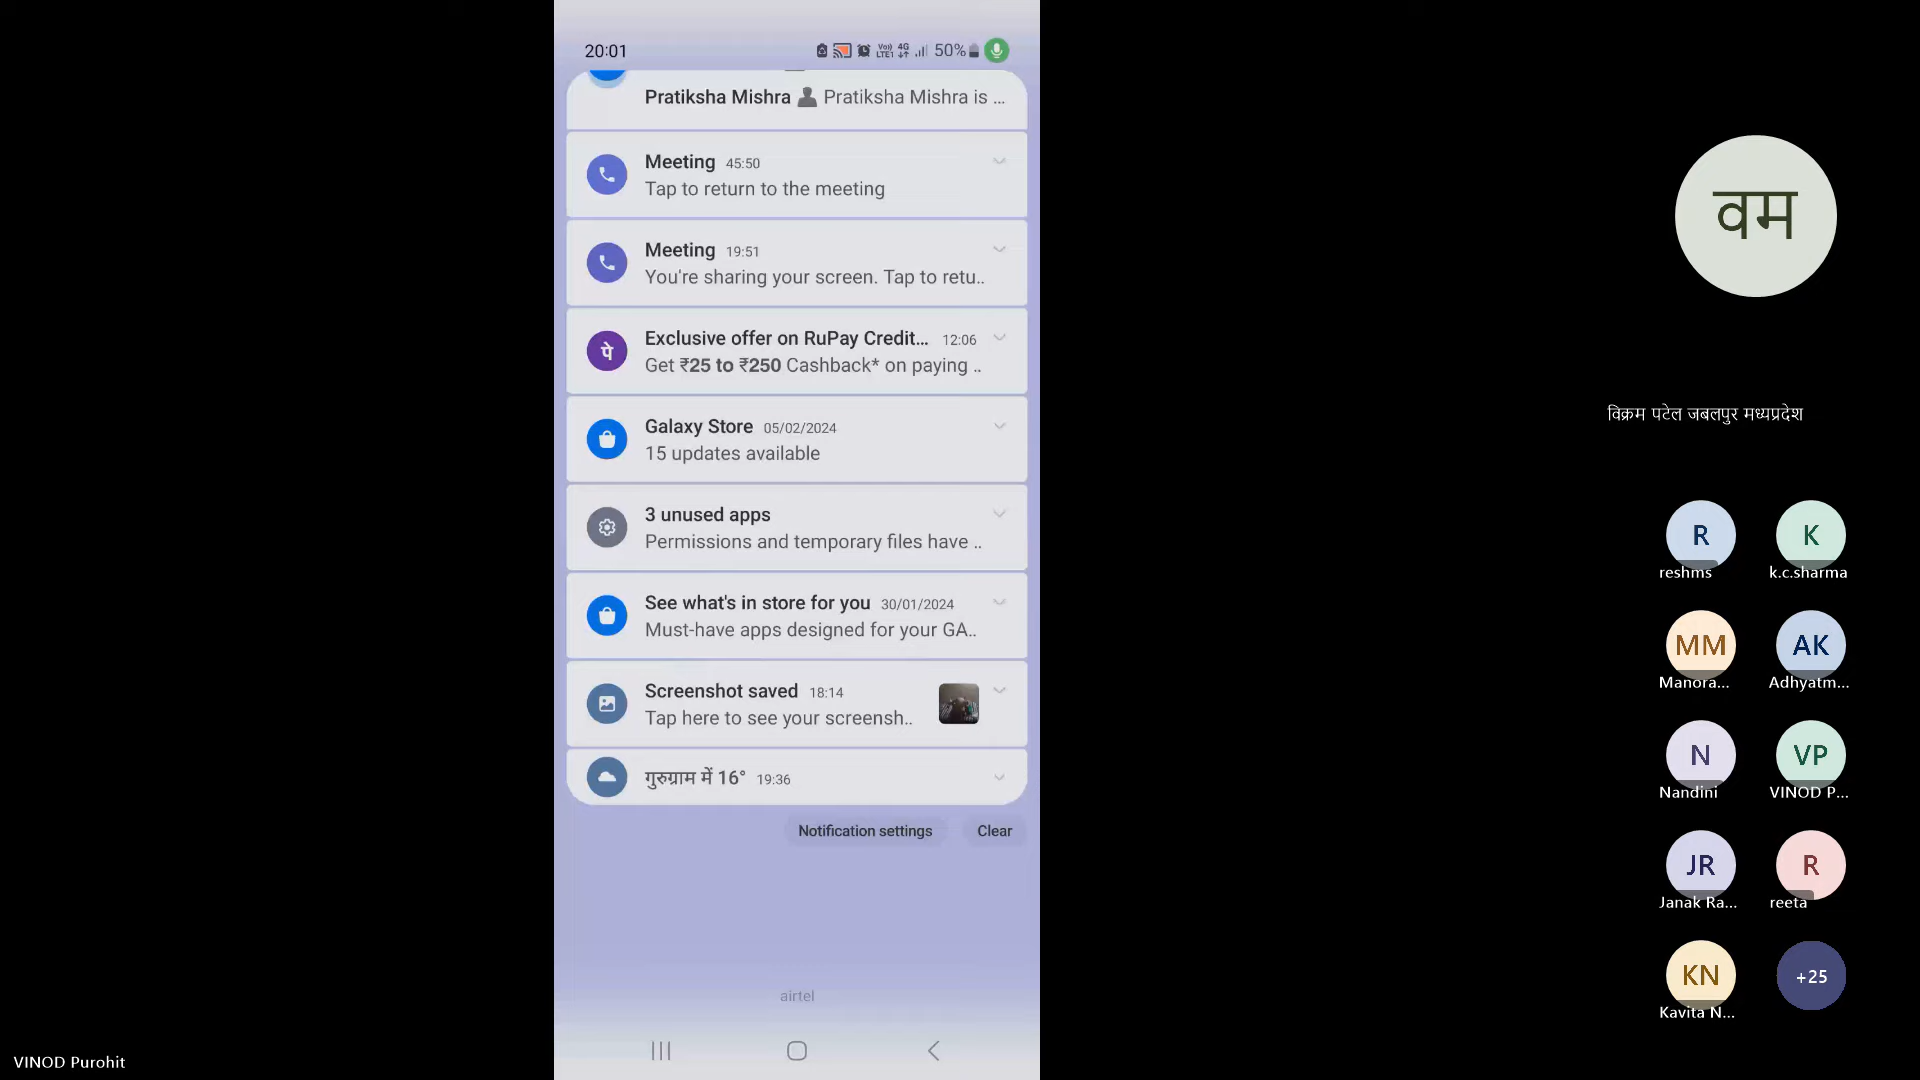 20:01
Vo)) LTE1 4G 50%
Pratiksha Mishra Pratiksha Mishra is ...
Meeting 45:50
Tap to return to the meeting
Meeting 19:51
You're sharing your screen. Tap to retu..
पे
Exclusive offer on RuPay Credit... 12:06
Get ₹25 to ₹250 Cashback* on paying ..
Galaxy Store 05/02/2024
15 updates available
3 unused apps
Permissions and temporary files have ..
See what's in store for you 30/01/2024
Must-have apps designed for your GA..
Screenshot saved 18:14
Tap here to see your screensh..
गुरुग्राम में 16° 19:36
Notification settings Clear
airtel
वम
विक्रम पटेल जबलपुर मध्यप्रदेश
R K
reshms k.c.sharma
MM AK
Manora... Adhyatm...
N VP
Nandini VINOD P...
JR R
Janak Ra... reeta
KN +25
Kavita N...
VINOD Purohit